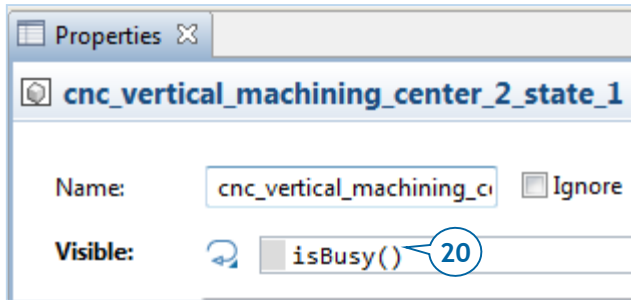 Properties
cnc_vertical_machining_center_2_state_1
Name: cnc_vertical_machining_c Ignore
Visible: isBusy() 20